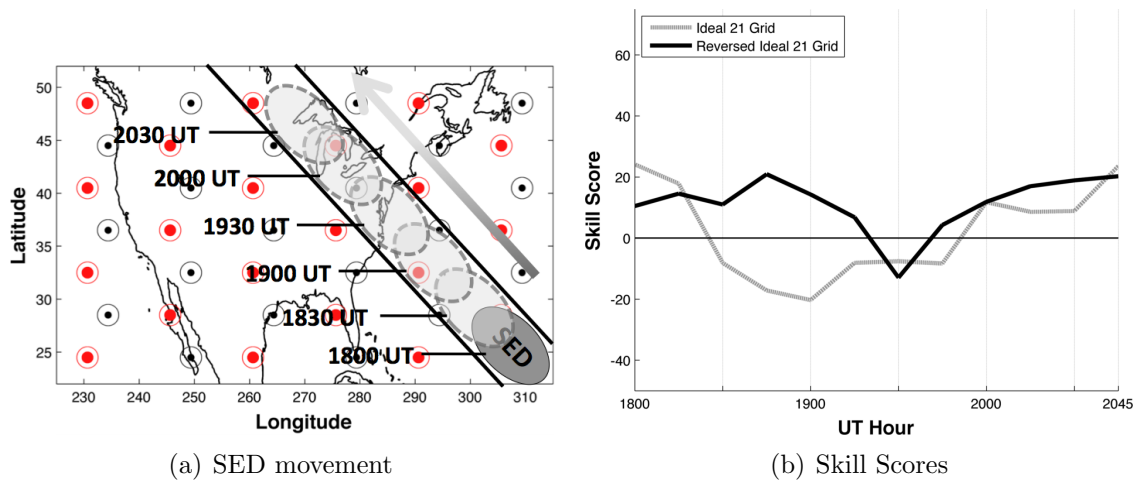 50
45
40
35
30
25
Latitude
2030 UT
2000 UT
1930 UT
1900 UT
1830 UT
1800 UT
SED
230 240 250 260 270 280 290 300 310
Longitude
(a) SED movement
Ideal 21 Grid
Reversed Ideal 21 Grid
60
40
20
0
-20
-40
Skill Score
1800 1900 2000 2045
UT Hour
(b) Skill Scores